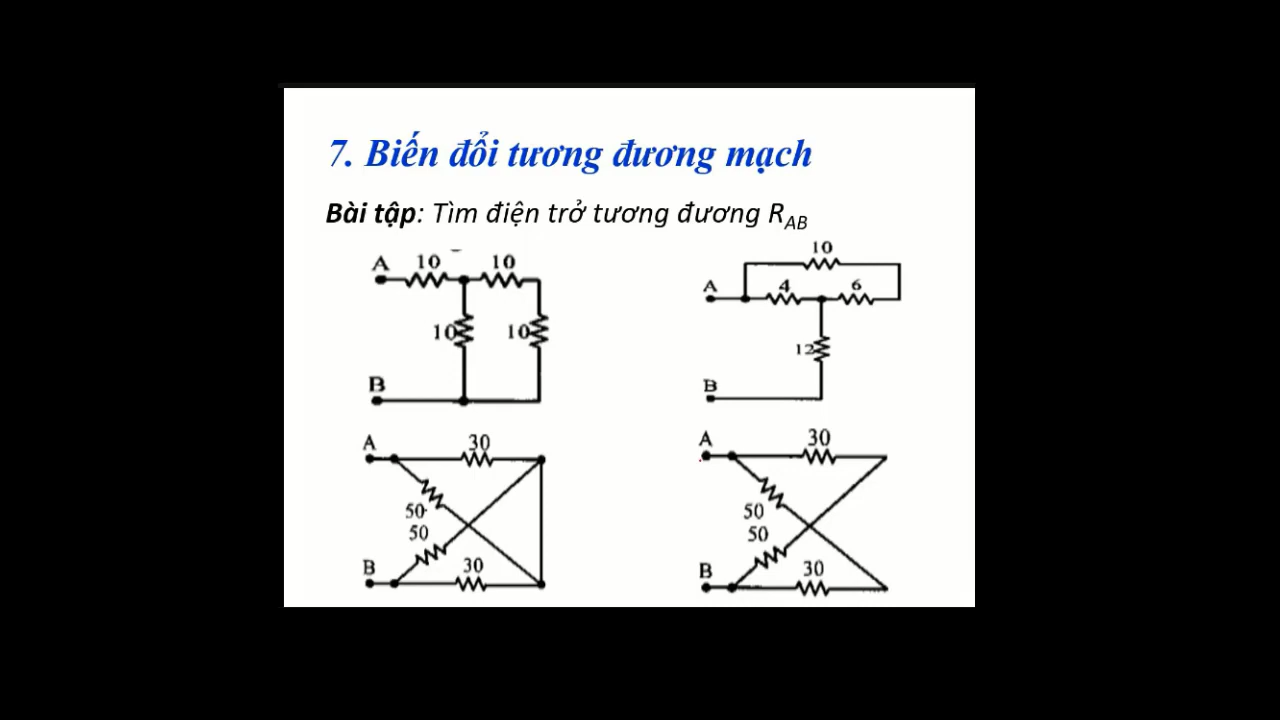 7. Biến đổi tương đương mạch
Bài tập: Tìm điện trở tương đương R_AB
A 10 10
10 10
B
10
A 4 6
12
B
A 30
50
50
B 30
A 30
50
50
B 30